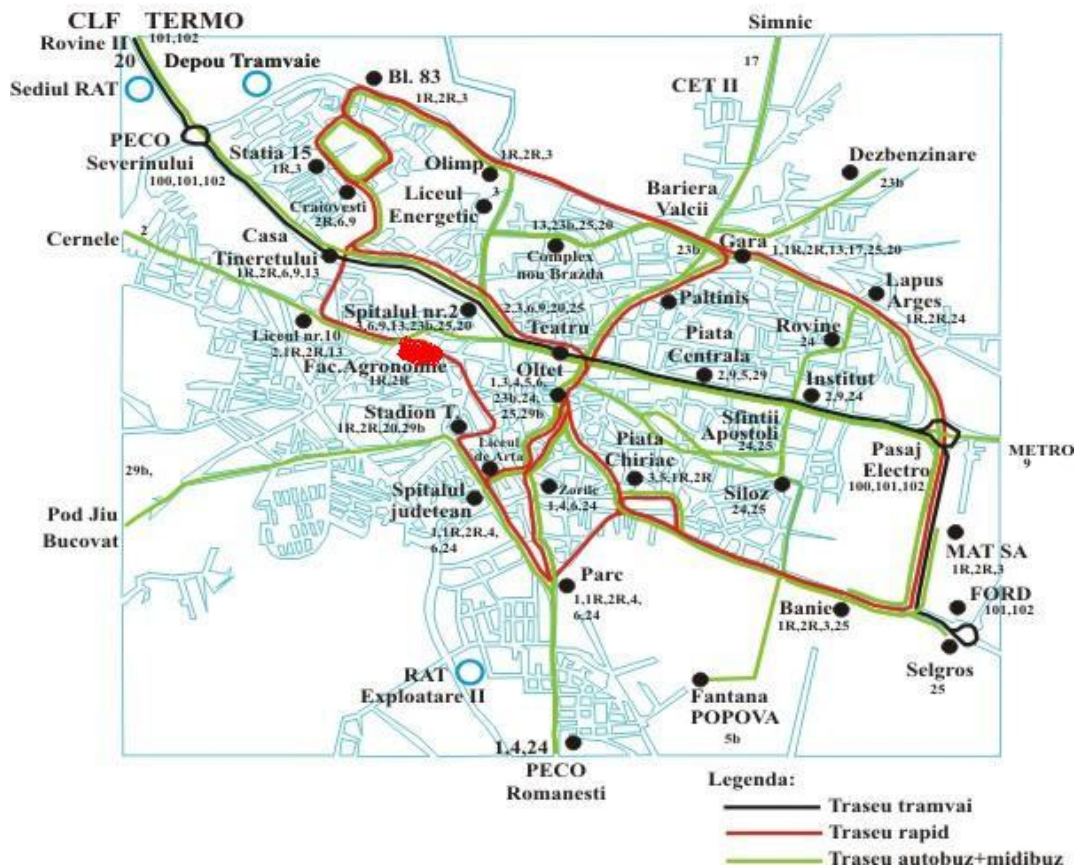 CLF TERMO
Rovine II
101,102
20
Sediul RAT
Depou Tramvaie
Bl. 83
1R,2R,3
Simnic
17
CET II
PECO
Severinului
100,101,102
Statia 15
1R,3
Craiovesti
2R,6,9
Olimp
1R,2R,3
3
Liceul
Energetic
Bariera
Valcii
Dezbenzinare
23b
Cernele
2
Casa
Tineretului
1R,2R,6,9,13
13,23b,25,20
Complex
nou Brazda
23b
Gara
1,1R,2R,13,17,25,20
Lapus
Arges
1R,2R,24
Spitalul nr.2
3,6,9,13,23b,25,20
2,3,6,9,20,25
Teatru
Paltinis
Piata
Centrala
2,9,5,29
Rovine
24
Liceul nr.10
2,1R,2R,13
Fac.Agronomie
1R,2R
Oltet
1,3,4,5,6,
23b,24,
25,29b
Institut
2,9,24
Stadion T.
1R,2R,20,29b
Liceul
de Arta
Piata
Chiriac
3,5,1R,2R
Sfintii
Apostoli
24,25
Pasaj
Electro
100,101,102
METRO
9
29b,
Pod Jiu
Bucovat
Spitalul
judetean
1,1R,2R,4,
6,24
Zorile
1,4,6,24
Siloz
24,25
MAT SA
1R,2R,3
Parc
1,1R,2R,4,
6,24
Banie
1R,2R,3,25
FORD
101,102
RAT
Exploatare II
Fantana
POPOVA
5b
Selgros
25
1,4,24
PECO
Romanesti
Legenda:
Traseu tramvai
Traseu rapid
Traseu autobuz+midibuz